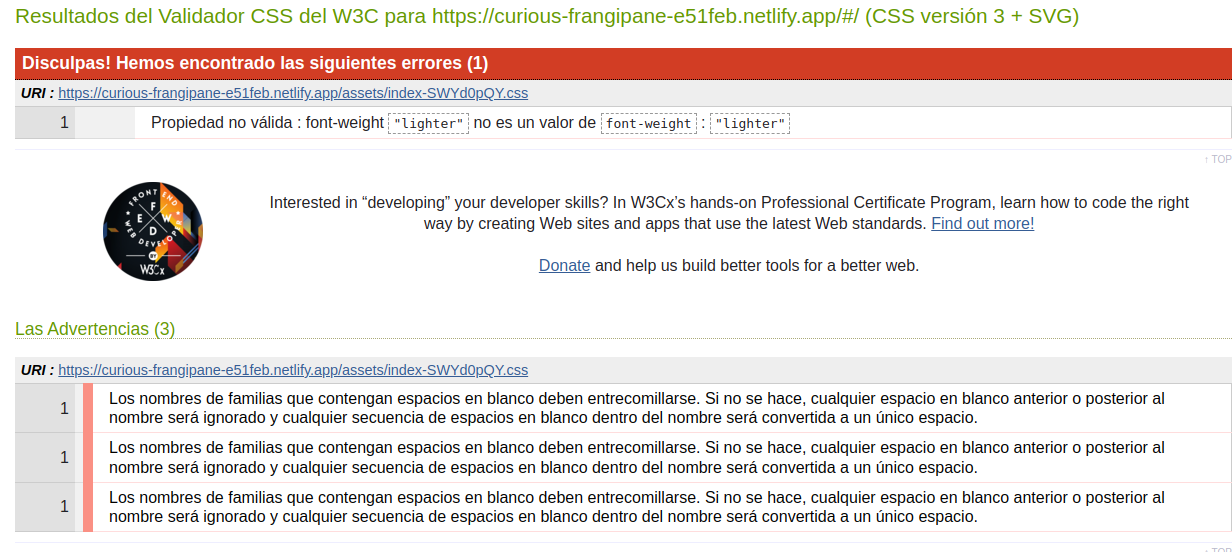 Resultados del Validador CSS del W3C para https://curious-frangipane-e51feb.netlify.app/#/ (CSS versión 3 + SVG)
Disculpas! Hemos encontrado las siguientes errores (1)
URI : https://curious-frangipane-e51feb.netlify.app/assets/index-SWYd0pQY.css
1 Propiedad no válida : font-weight "lighter" no es un valor de font-weight : "lighter"
↑ TOP
FRONT END
F
E W
D
WEB DEVELOPER
BY
W3Cx
Interested in “developing” your developer skills? In W3Cx’s hands-on Professional Certificate Program, learn how to code the right
way by creating Web sites and apps that use the latest Web standards. Find out more!
Donate and help us build better tools for a better web.
Las Advertencias (3)
URI : https://curious-frangipane-e51feb.netlify.app/assets/index-SWYd0pQY.css
1 Los nombres de familias que contengan espacios en blanco deben entrecomillarse. Si no se hace, cualquier espacio en blanco anterior o posterior al
nombre será ignorado y cualquier secuencia de espacios en blanco dentro del nombre será convertida a un único espacio.
1 Los nombres de familias que contengan espacios en blanco deben entrecomillarse. Si no se hace, cualquier espacio en blanco anterior o posterior al
nombre será ignorado y cualquier secuencia de espacios en blanco dentro del nombre será convertida a un único espacio.
1 Los nombres de familias que contengan espacios en blanco deben entrecomillarse. Si no se hace, cualquier espacio en blanco anterior o posterior al
nombre será ignorado y cualquier secuencia de espacios en blanco dentro del nombre será convertida a un único espacio.
↑ TOP